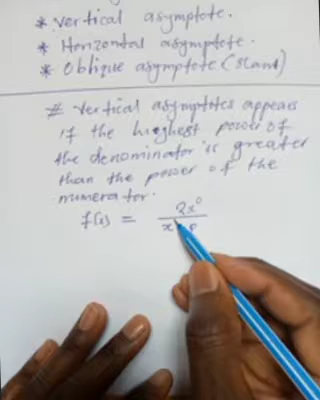 * Vertical asymptote.
* Horizontal asymptote.
* Oblique asymptote (slant)
# Vertical asymptotes appears
if the highest power of
the denominator is greater
than the power of the
numerator.
f(x) = 2x⁰
x